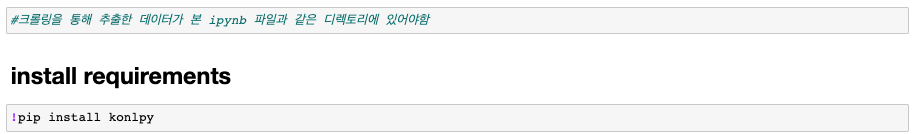 #크롤링을 통해 추출한 데이터가 본 ipynb 파일과 같은 디렉토리에 있어야함
install requirements
!pip install konlpy